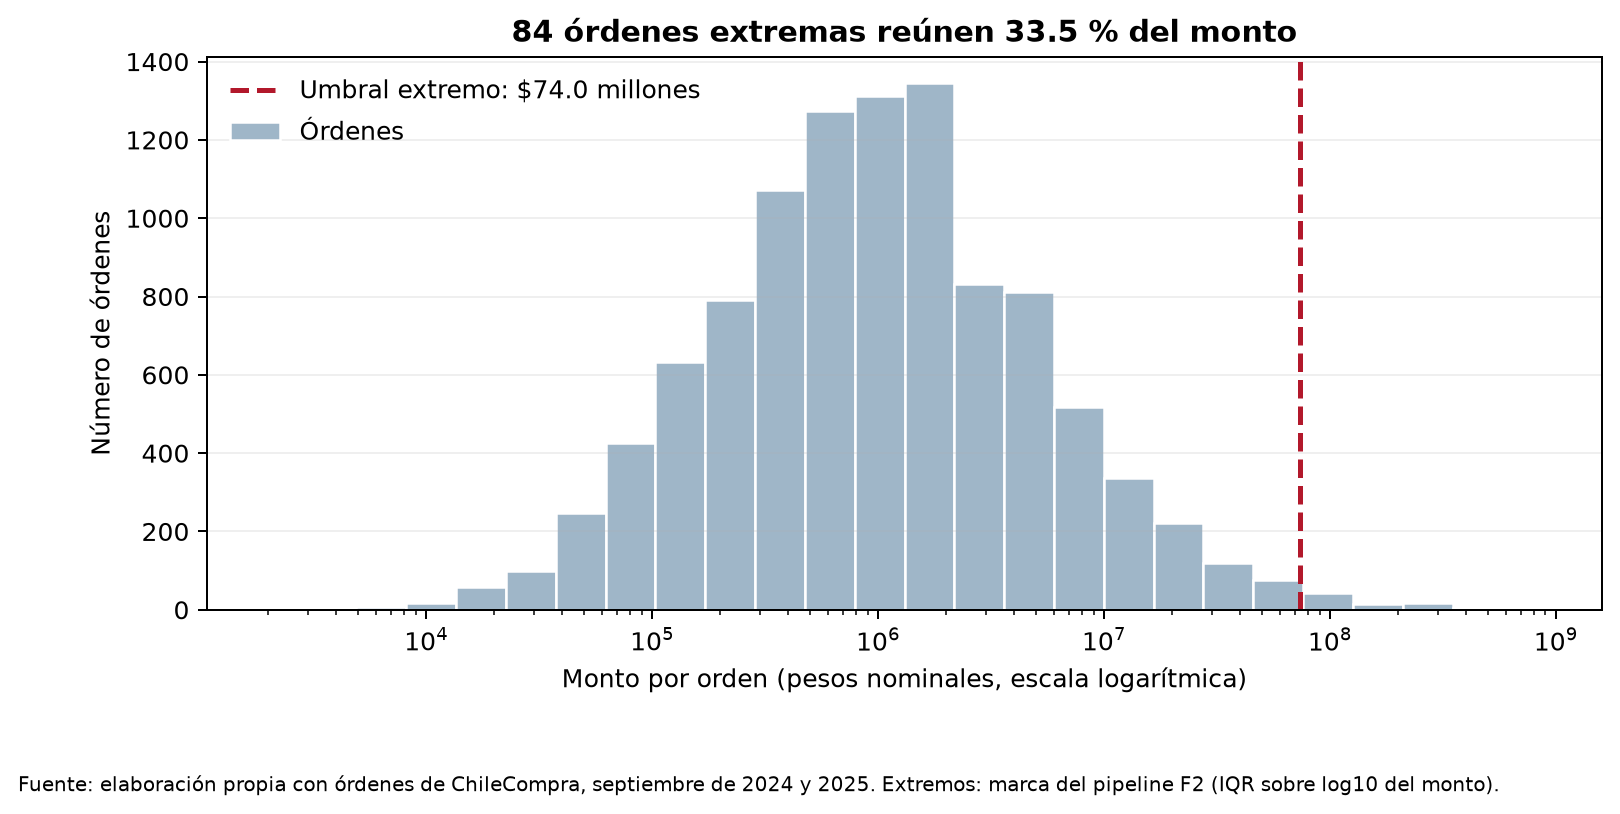 84 órdenes extremas reúnen 33.5 % del monto
Umbral extremo: $74.0 millones
Órdenes
Número de órdenes
1400
1200
1000
800
600
400
200
0
10⁴
10⁵
10⁶
10⁷
10⁸
10⁹
Monto por orden (pesos nominales, escala logarítmica)
Fuente: elaboración propia con órdenes de ChileCompra, septiembre de 2024 y 2025. Extremos: marca del pipeline F2 (IQR sobre log10 del monto).